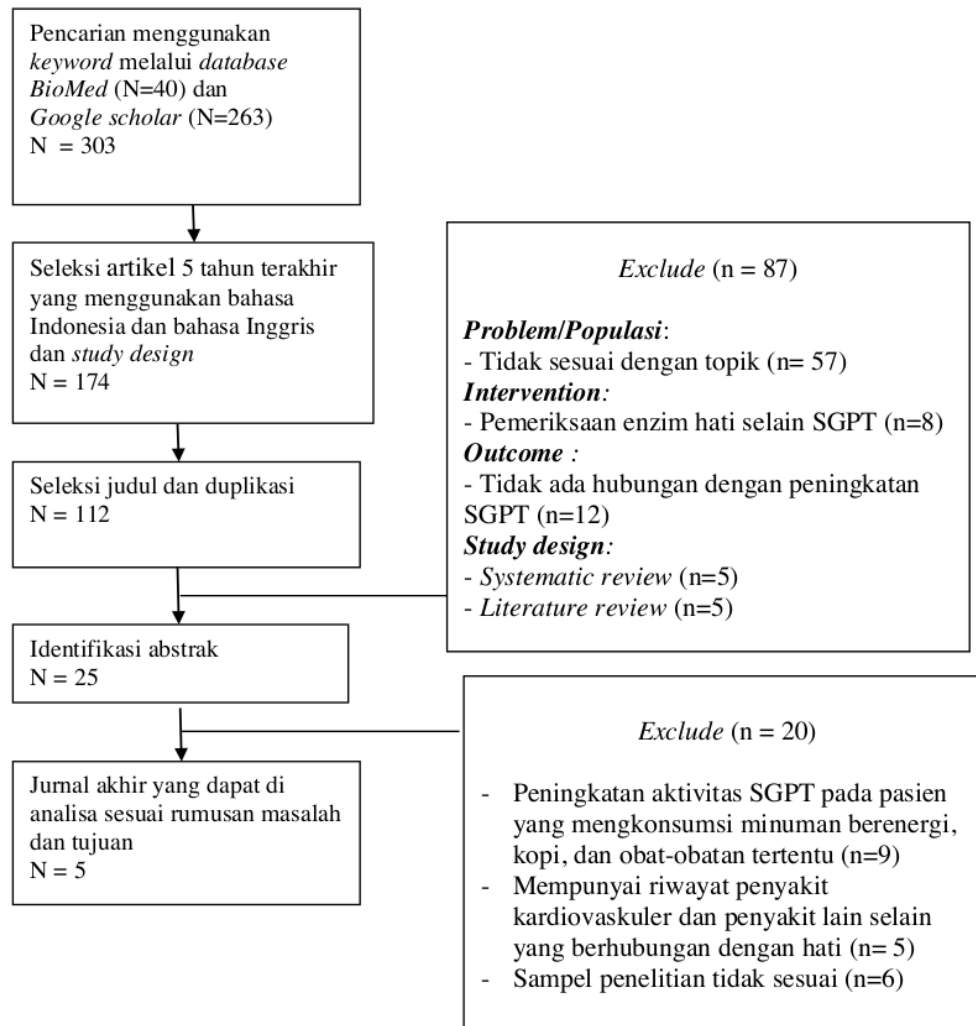 Pencarian menggunakan
keyword melalui database
BioMed (N=40) dan
Google scholar (N=263)
N = 303
Seleksi artikel 5 tahun terakhir
yang menggunakan bahasa
Indonesia dan bahasa Inggris
dan study design
N = 174
Seleksi judul dan duplikasi
N = 112
Exclude (n = 87)
Problem/Populasi:
- Tidak sesuai dengan topik (n= 57)
Intervention:
- Pemeriksaan enzim hati selain SGPT (n=8)
Outcome :
- Tidak ada hubungan dengan peningkatan
SGPT (n=12)
Study design:
- Systematic review (n=5)
- Literature review (n=5)
Identifikasi abstrak
N = 25
Exclude (n = 20)
- Peningkatan aktivitas SGPT pada pasien
yang mengkonsumsi minuman berenergi,
kopi, dan obat-obatan tertentu (n=9)
- Mempunyai riwayat penyakit
kardiovaskuler dan penyakit lain selain
yang berhubungan dengan hati (n= 5)
- Sampel penelitian tidak sesuai (n=6)
Jurnal akhir yang dapat di
analisa sesuai rumusan masalah
dan tujuan
N = 5